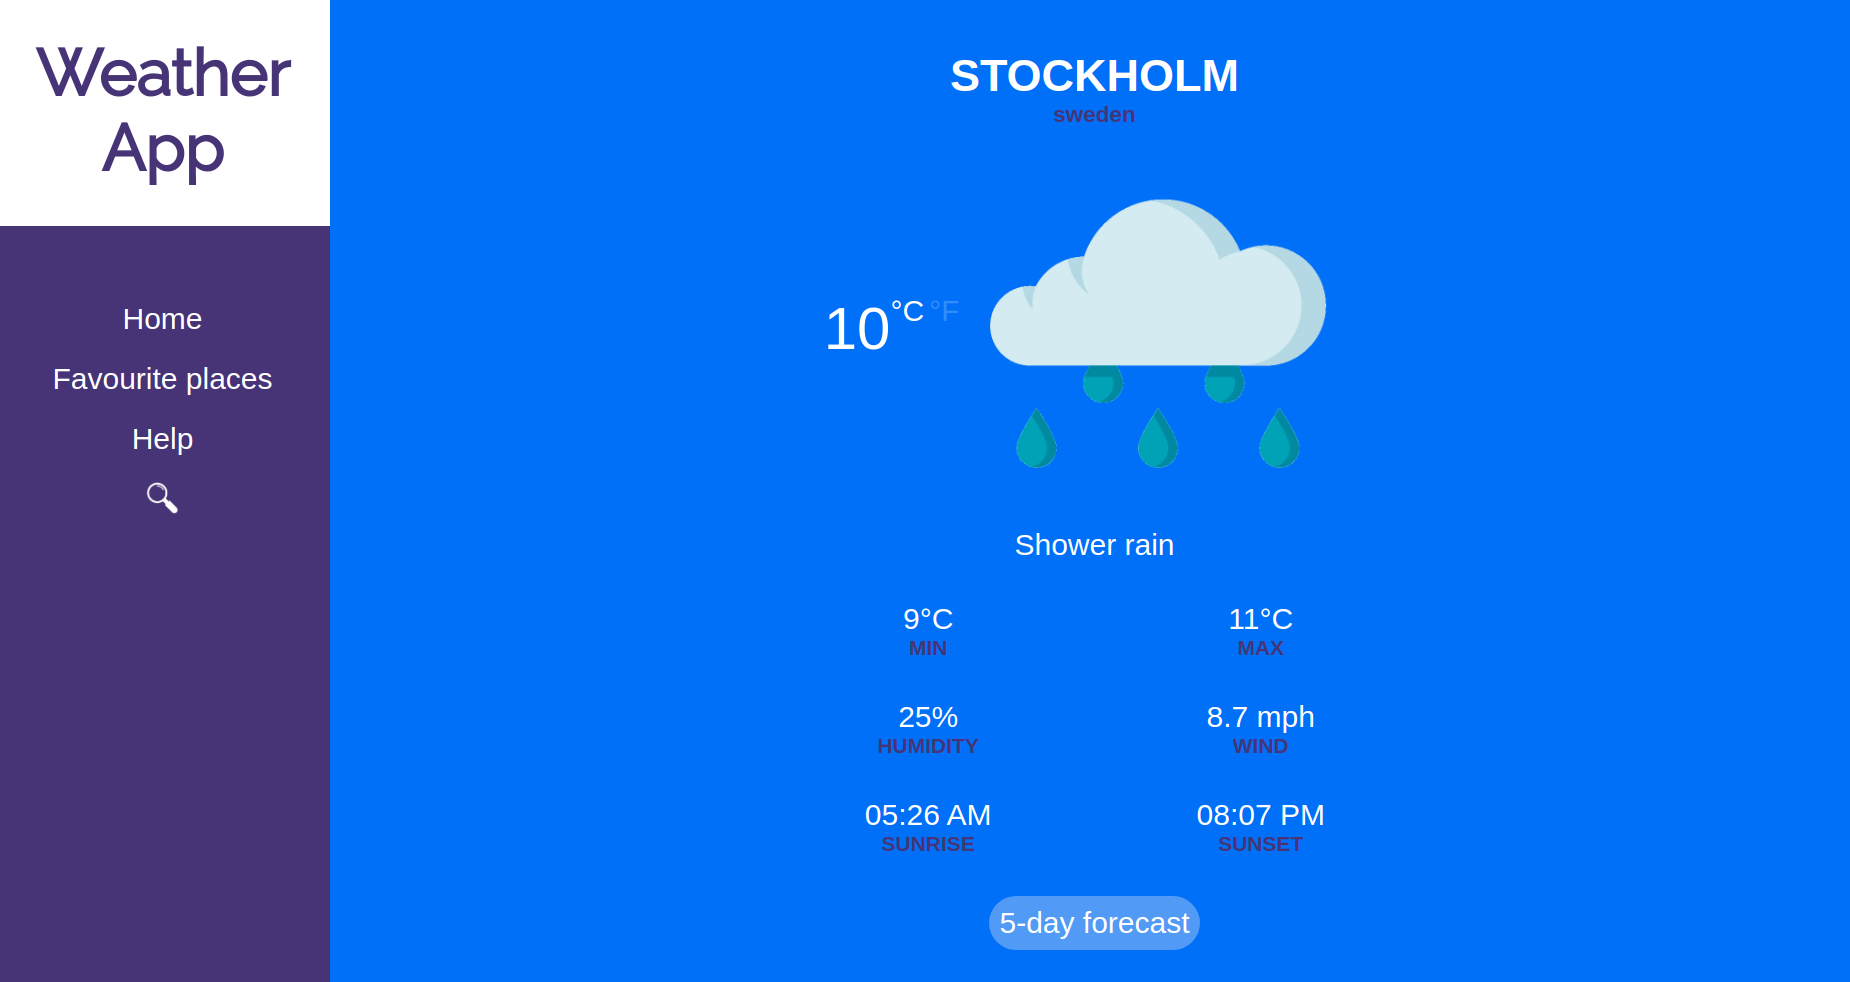 Weather
App
Home
Favourite places
Help
STOCKHOLM
sweden
10°C °F
Shower rain
9°C
MIN
11°C
MAX
25%
HUMIDITY
8.7 mph
WIND
05:26 AM
SUNRISE
08:07 PM
SUNSET
5-day forecast